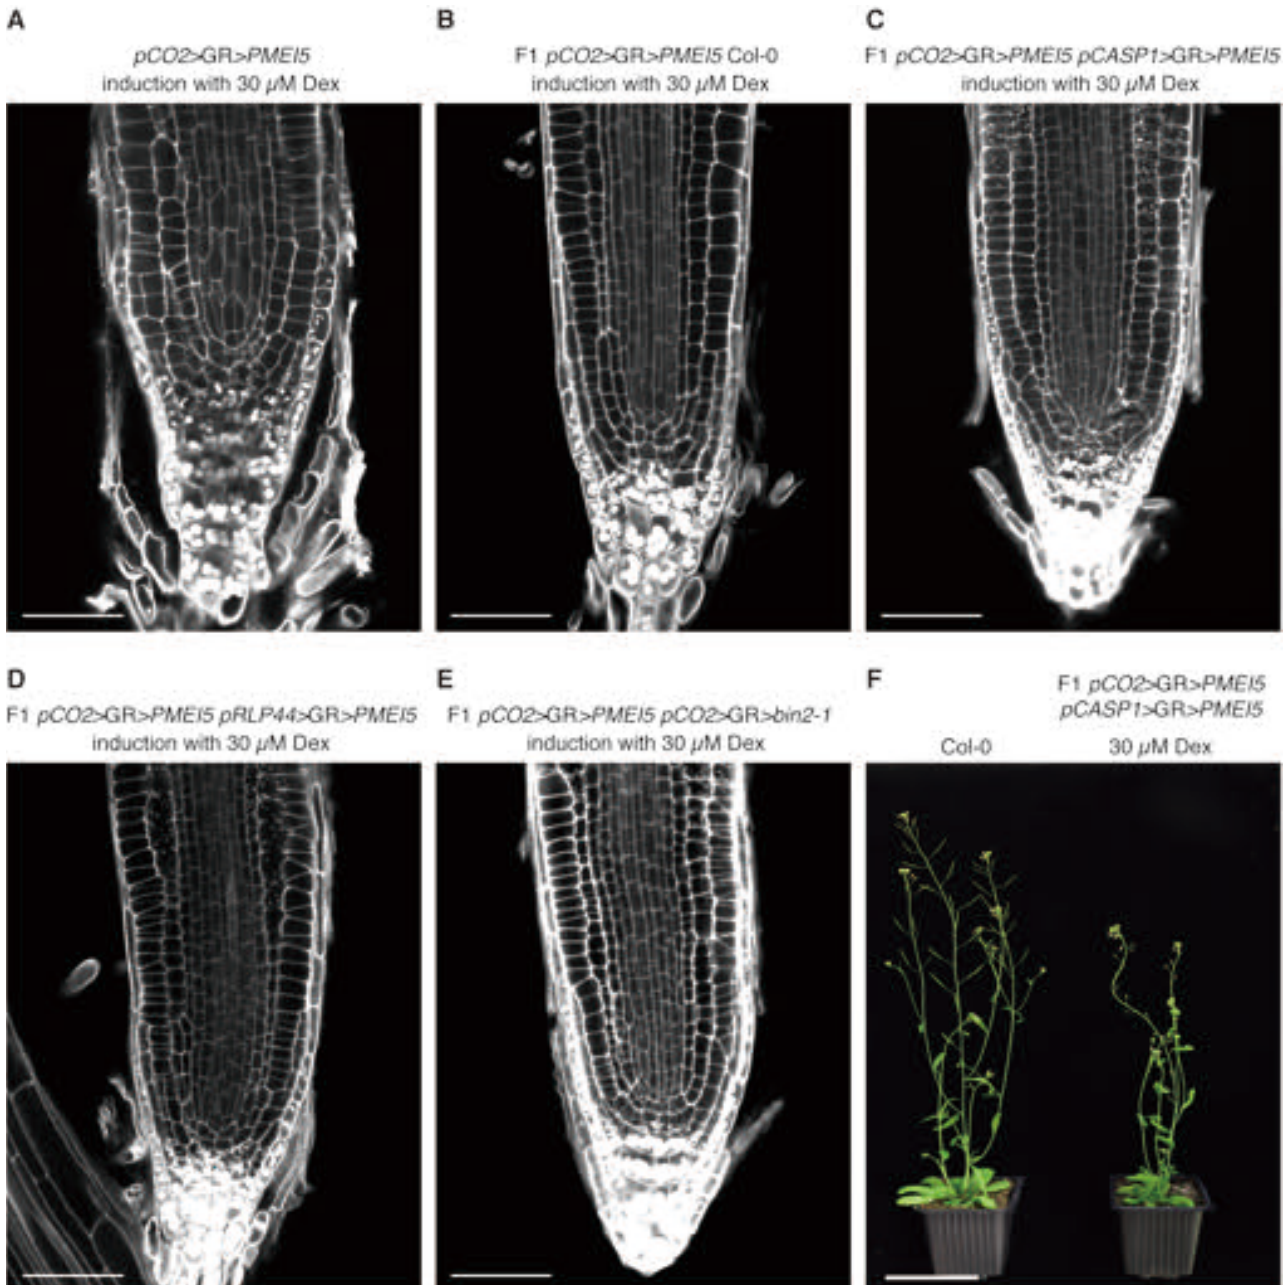 A
pCO2>GR>PMEI5
induction with 30 µM Dex
B
F1 pCO2>GR>PMEI5 Col-0
induction with 30 µM Dex
C
F1 pCO2>GR>PMEI5 pCASP1>GR>PMEI5
induction with 30 µM Dex
D
F1 pCO2>GR>PMEI5 pRLP44>GR>PMEI5
induction with 30 µM Dex
E
F1 pCO2>GR>PMEI5 pCO2>GR>bin2-1
induction with 30 µM Dex
F
F1 pCO2>GR>PMEI5
pCASP1>GR>PMEI5
Col-0
30 µM Dex